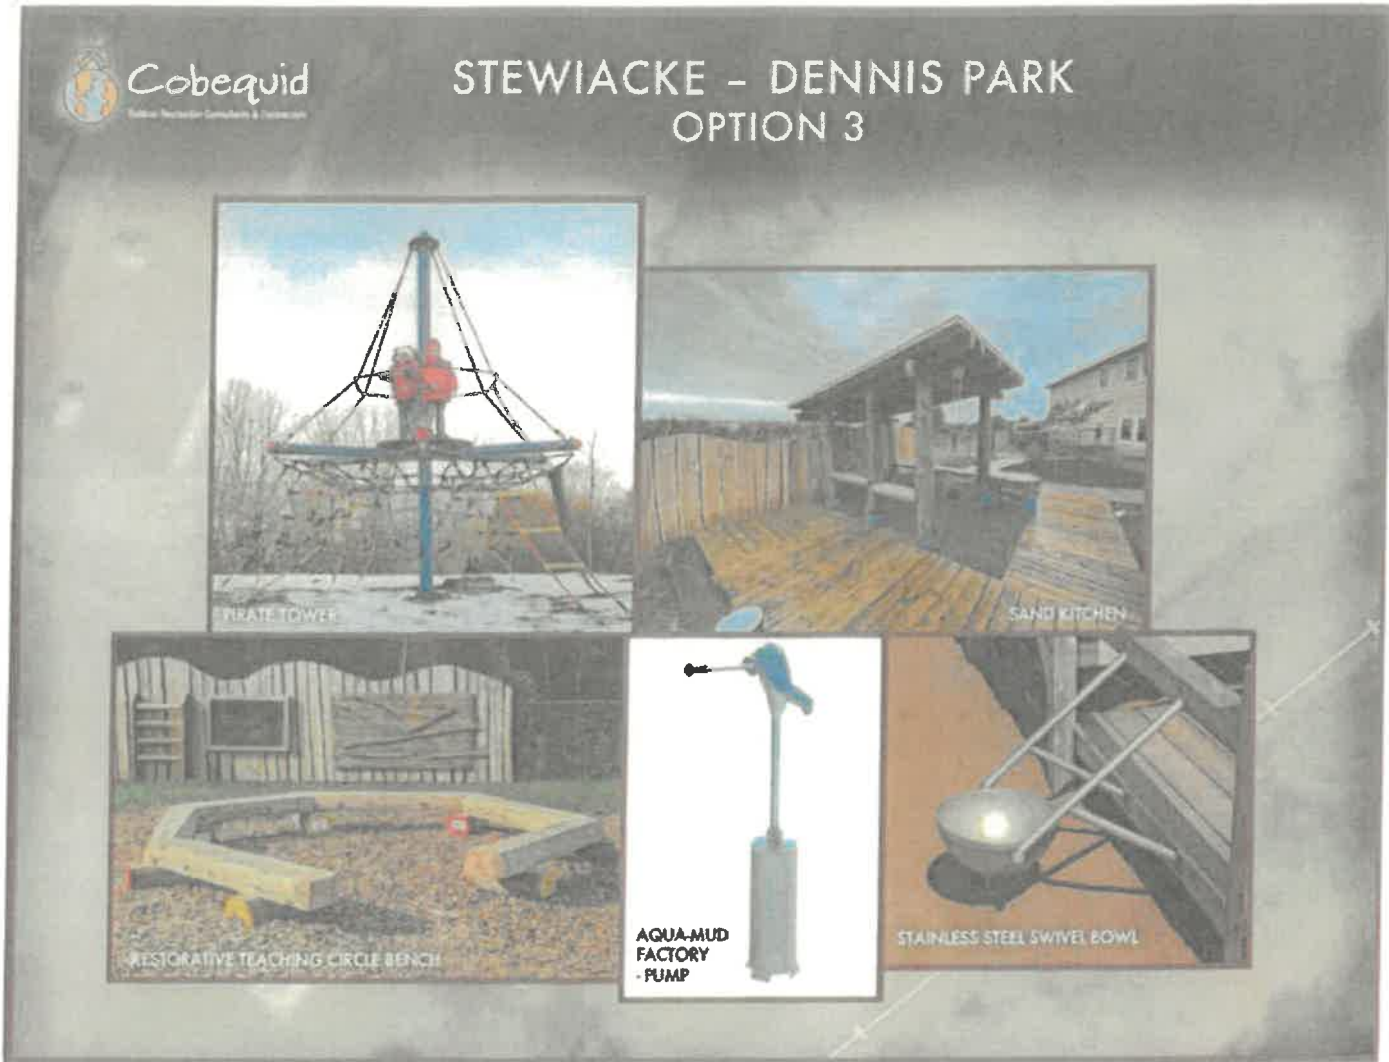 Cobequid
STEWIACKE – DENNIS PARK
OPTION 3
PIRATE TOWER
SAND KITCHEN
RESTORATIVE TEACHING CIRCLE BENCH
AQUA-MUD
FACTORY
- PUMP
STAINLESS STEEL SWIVEL BOWL